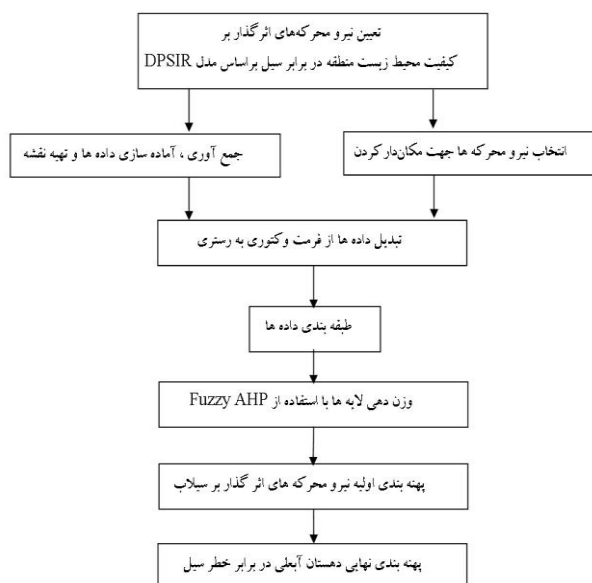 تعیین نیرو محرکه‌های اثرگذار بر
کیفیت محیط زیست منطقه در برابر سیل براساس مدل DPSIR
انتخاب نیرو محرکه ها جهت مکان‌دار کردن
جمع آوری ، آماده سازی داده ها و تهیه نقشه
تبدیل داده ها از فرمت وکتوری به رستری
طبقه بندی داده ها
وزن دهی لایه ها با استفاده از Fuzzy AHP
پهنه بندی اولیه نیرو محرکه های اثر گذار بر سیلاب
پهنه بندی نهایی دهستان آبعلی در برابر خطر سیل